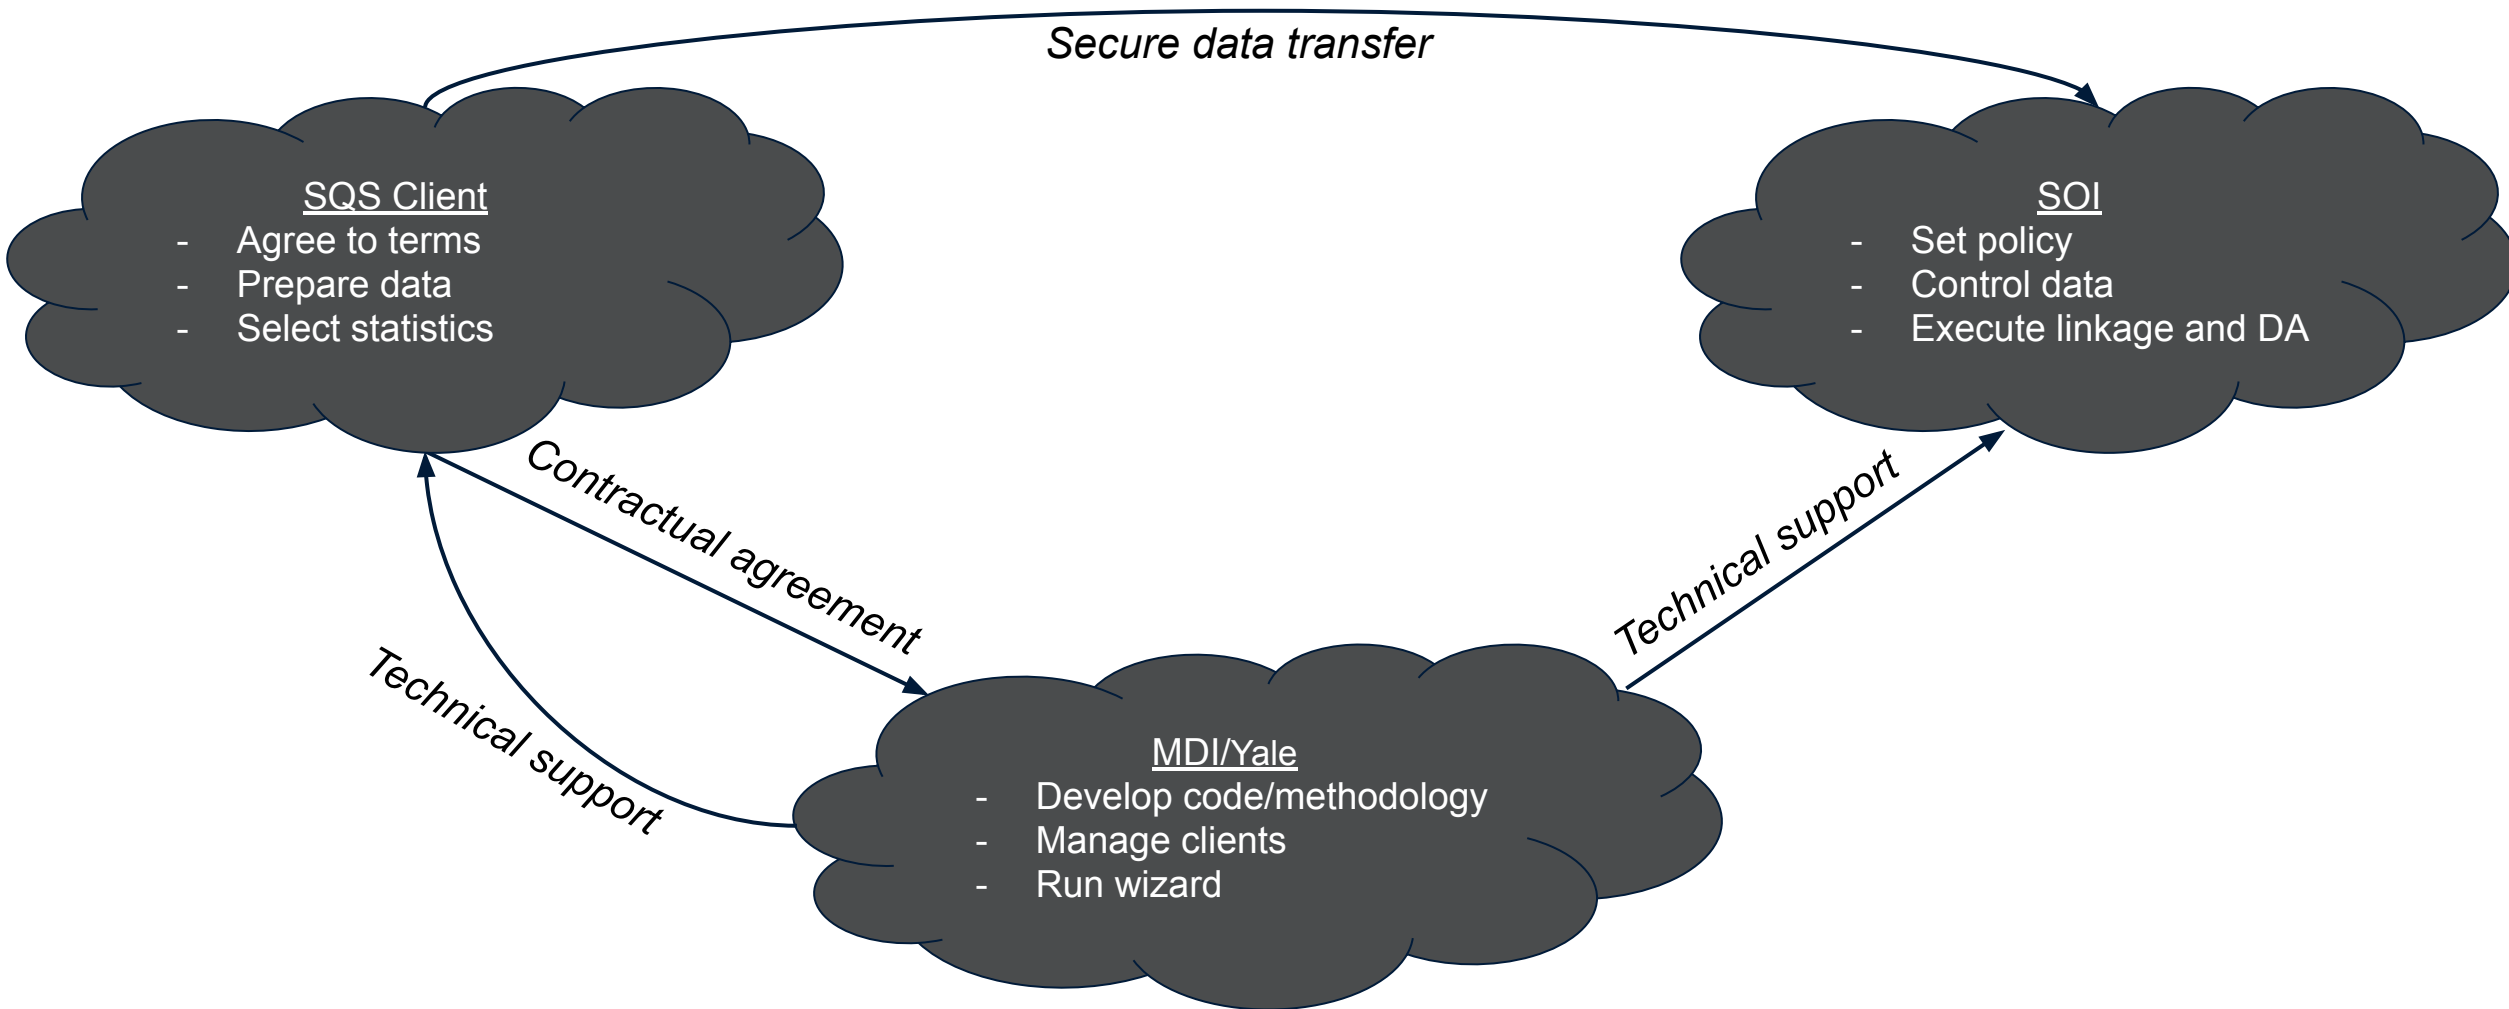 Secure data transfer
SQS Client
- Agree to terms
- Prepare data
- Select statistics
SOI
- Set policy
- Control data
- Execute linkage and DA
Contractual agreement
Technical support
Technical support
MDI/Yale
- Develop code/methodology
- Manage clients
- Run wizard